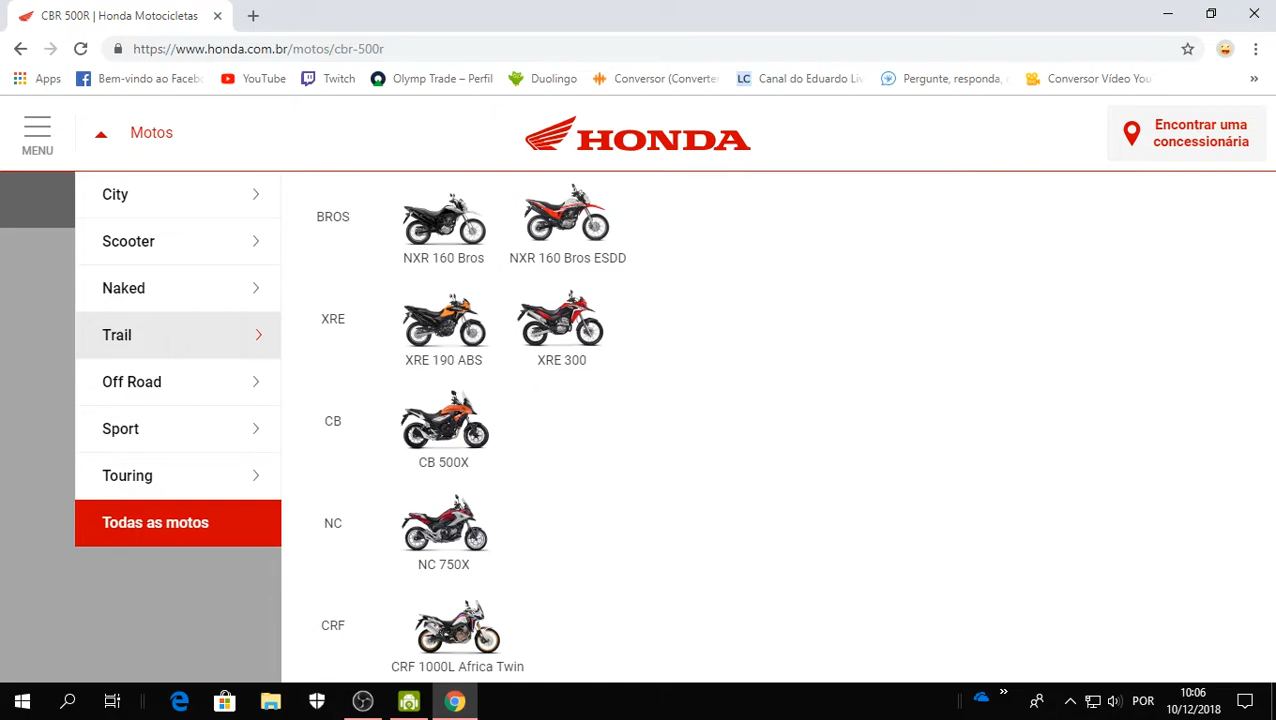 CBR 500R | Honda Motocicletas
https://www.honda.com.br/motos/cbr-500r
Apps Bem-vindo ao Faceb YouTube Twitch Olymp Trade – Perfil Duolingo Conversor (Converte LC Canal do Eduardo Liv Pergunte, responda, e Conversor Vídeo You »
MENU
Motos
HONDA
Encontrar uma
concessionária
City
Scooter
Naked
Trail
Off Road
Sport
Touring
Todas as motos
BROS
NXR 160 Bros NXR 160 Bros ESDD
XRE
XRE 190 ABS XRE 300
CB
CB 500X
NC
NC 750X
CRF
CRF 1000L Africa Twin
POR
10:06
10/12/2018